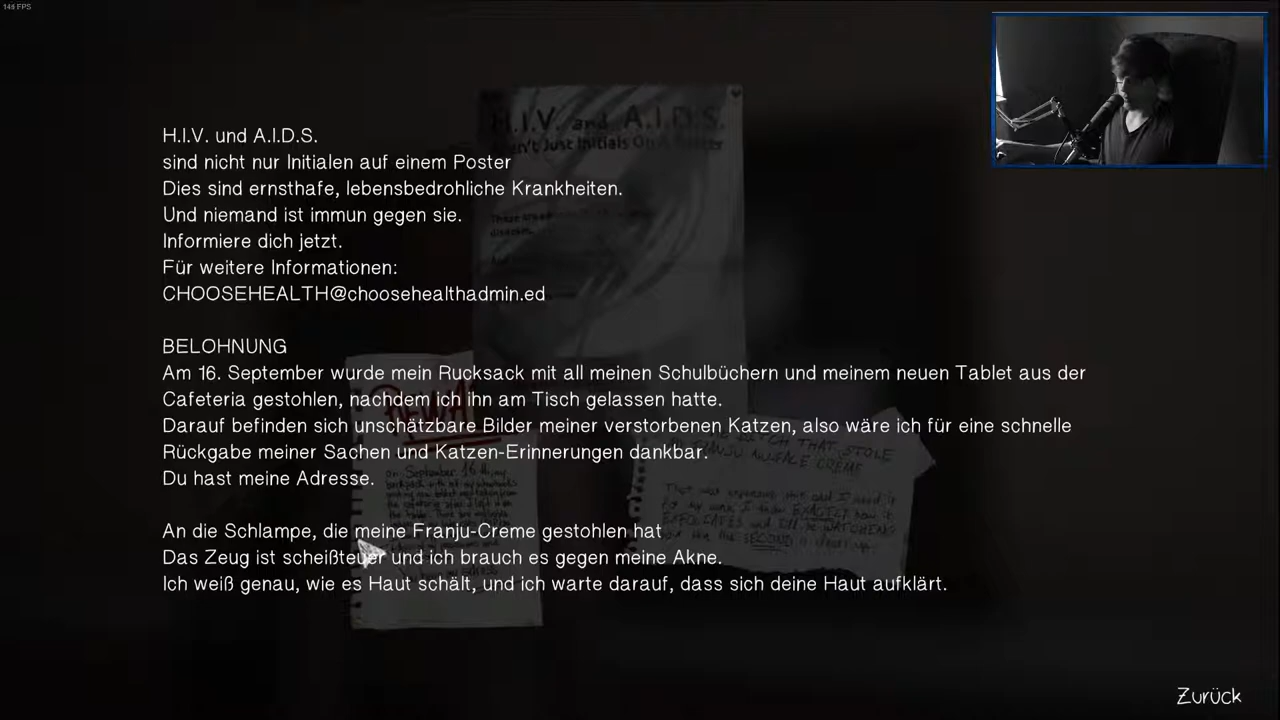 148 FPS
H.I.V. und A.I.D.S.
sind nicht nur Initialen auf einem Poster
Dies sind ernsthafe, lebensbedrohliche Krankheiten.
Und niemand ist immun gegen sie.
Informiere dich jetzt.
Für weitere Informationen:
CHOOSEHEALTH@choosehealthadmin.ed
BELOHNUNG
Am 16. September wurde mein Rucksack mit all meinen Schulbüchern und meinem neuen Tablet aus der
Cafeteria gestohlen, nachdem ich ihn am Tisch gelassen hatte.
Darauf befinden sich unschätzbare Bilder meiner verstorbenen Katzen, also wäre ich für eine schnelle
Rückgabe meiner Sachen und Katzen-Erinnerungen dankbar.
Du hast meine Adresse.
An die Schlampe, die meine Franju-Creme gestohlen hat
Das Zeug ist scheißteuer und ich brauch es gegen meine Akne.
Ich weiß genau, wie es Haut schält, und ich warte darauf, dass sich deine Haut aufklärt.
Zurück
H.I.V. and A.I.D.S.